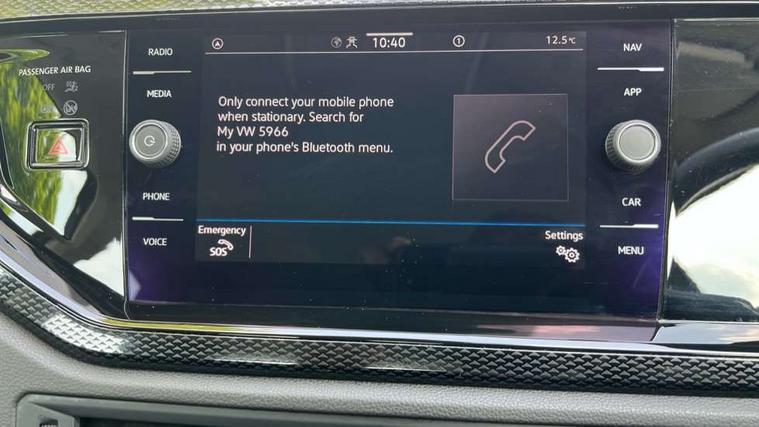 RADIO
MEDIA
PHONE
VOICE
PASSENGER AIR BAG
OFF
10:40
12.5°C
Only connect your mobile phone
when stationary. Search for
My VW 5966
in your phone's Bluetooth menu.
Emergency
SOS
Settings
NAV
APP
CAR
MENU